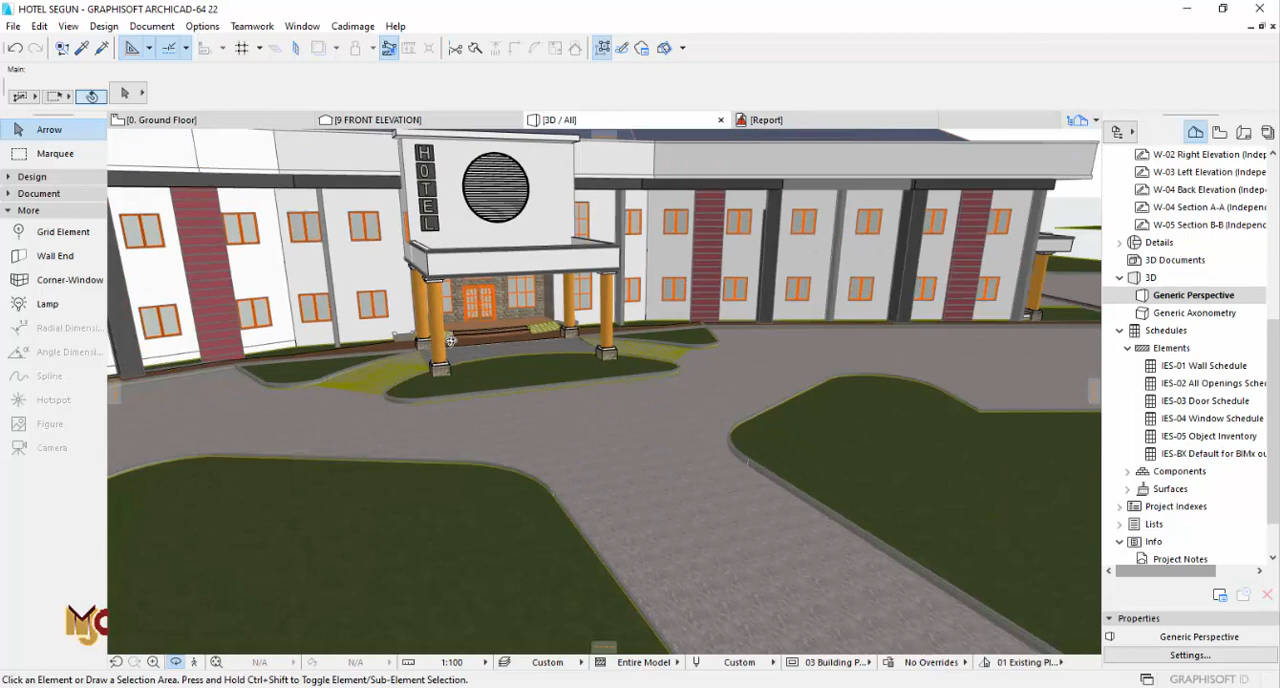 HOTEL SEGUN - GRAPHISOFT ARCHICAD-64 22
File Edit View Design Document Options Teamwork Window Cadimage Help
Main:
[0. Ground Floor]
[9 FRONT ELEVATION]
[3D / All]
[Report]
Arrow
Marquee
Design
Document
More
Grid Element
Wall End
Corner-Window
Lamp
Radial Dimensi...
Angle Dimensi...
Spline
Hotspot
Figure
Camera
HOTEL
W-02 Right Elevation (Indep
W-03 Left Elevation (Indepe
W-04 Back Elevation (Indep
W-04 Section A-A (Indepen
W-05 Section B-B (Indepen
Details
3D Documents
3D
Generic Perspective
Generic Axonometry
Schedules
Elements
IES-01 Wall Schedule
IES-02 All Openings Sche
IES-03 Door Schedule
IES-04 Window Schedule
IES-05 Object Inventory
IES-BX Default for BIMx ou
Components
Surfaces
Project Indexes
Lists
Info
Project Notes
Properties
Generic Perspective
Settings...
N/A
N/A
1:100
Custom
Entire Model
Custom
03 Building P...
No Overrides
01 Existing Pl...
Click an Element or Draw a Selection Area. Press and Hold Ctrl+Shift to Toggle Element/Sub-Element Selection.
GRAPHISOFT ID